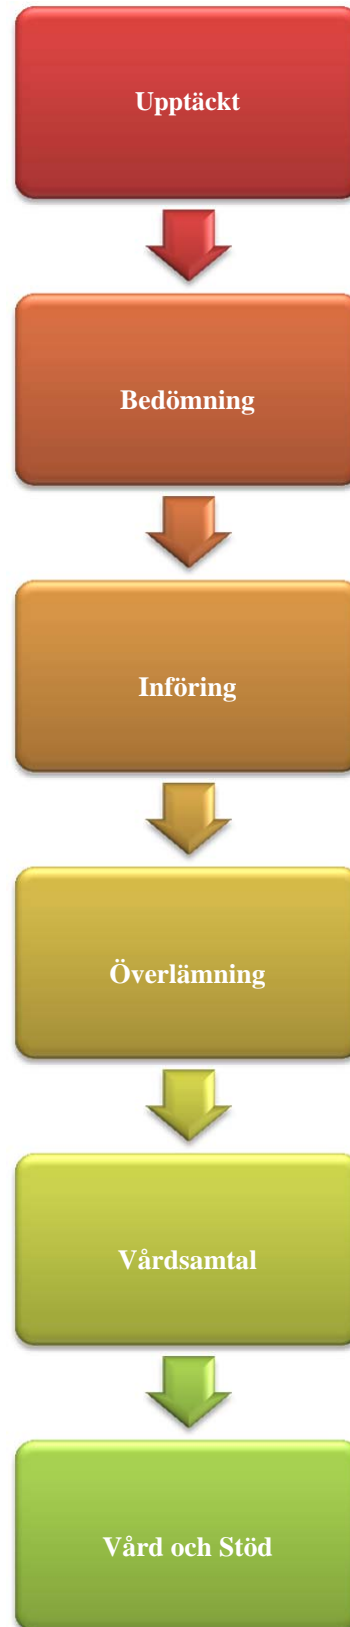 Upptäckt
Bedömning
Införing
Överlämning
Vårdsamtal
Vård och Stöd